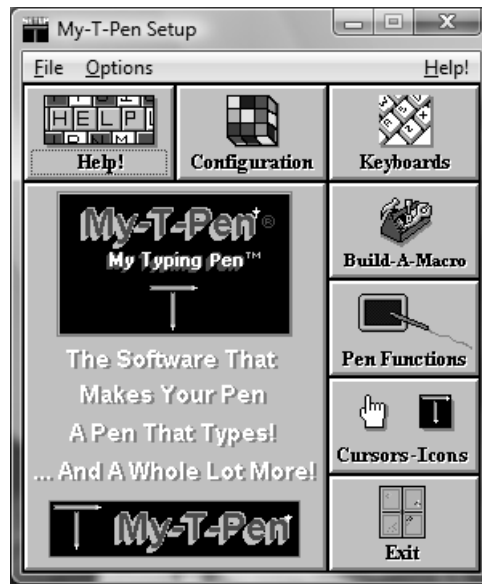 My-T-Pen Setup
File Options Help!
HELP!
Help!
Configuration
Keyboards
My-T-Pen®
My Typing Pen™
The Software That
Makes Your Pen
A Pen That Types!
... And A Whole Lot More!
My-T-Pen
Build-A-Macro
Pen Functions
Cursors-Icons
Exit